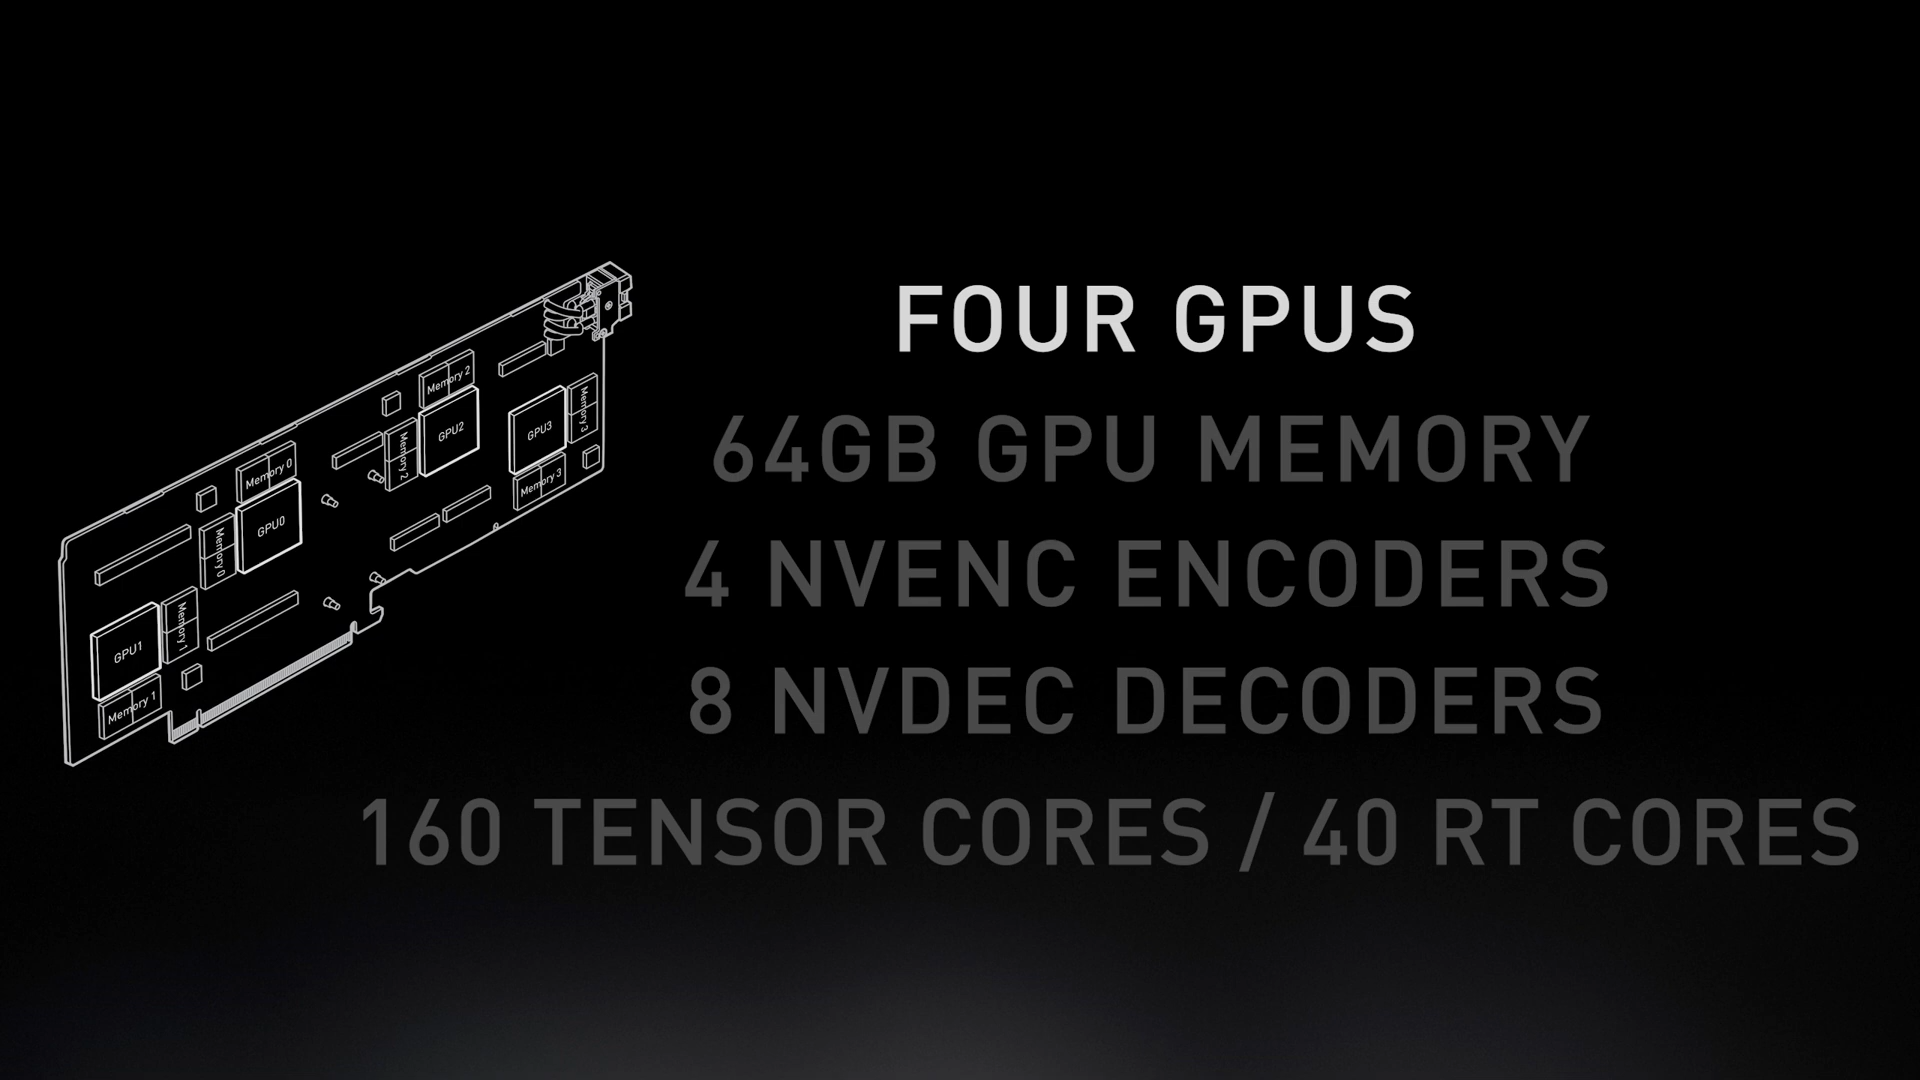 FOUR GPUS
64GB GPU MEMORY
4 NVENC ENCODERS
8 NVDEC DECODERS
160 TENSOR CORES / 40 RT CORES
Memory 2
GPU2
Memory 2
GPU3
Memory 3
Memory 3
Memory 0
GPU0
Memory 0
GPU1
Memory 1
Memory 1